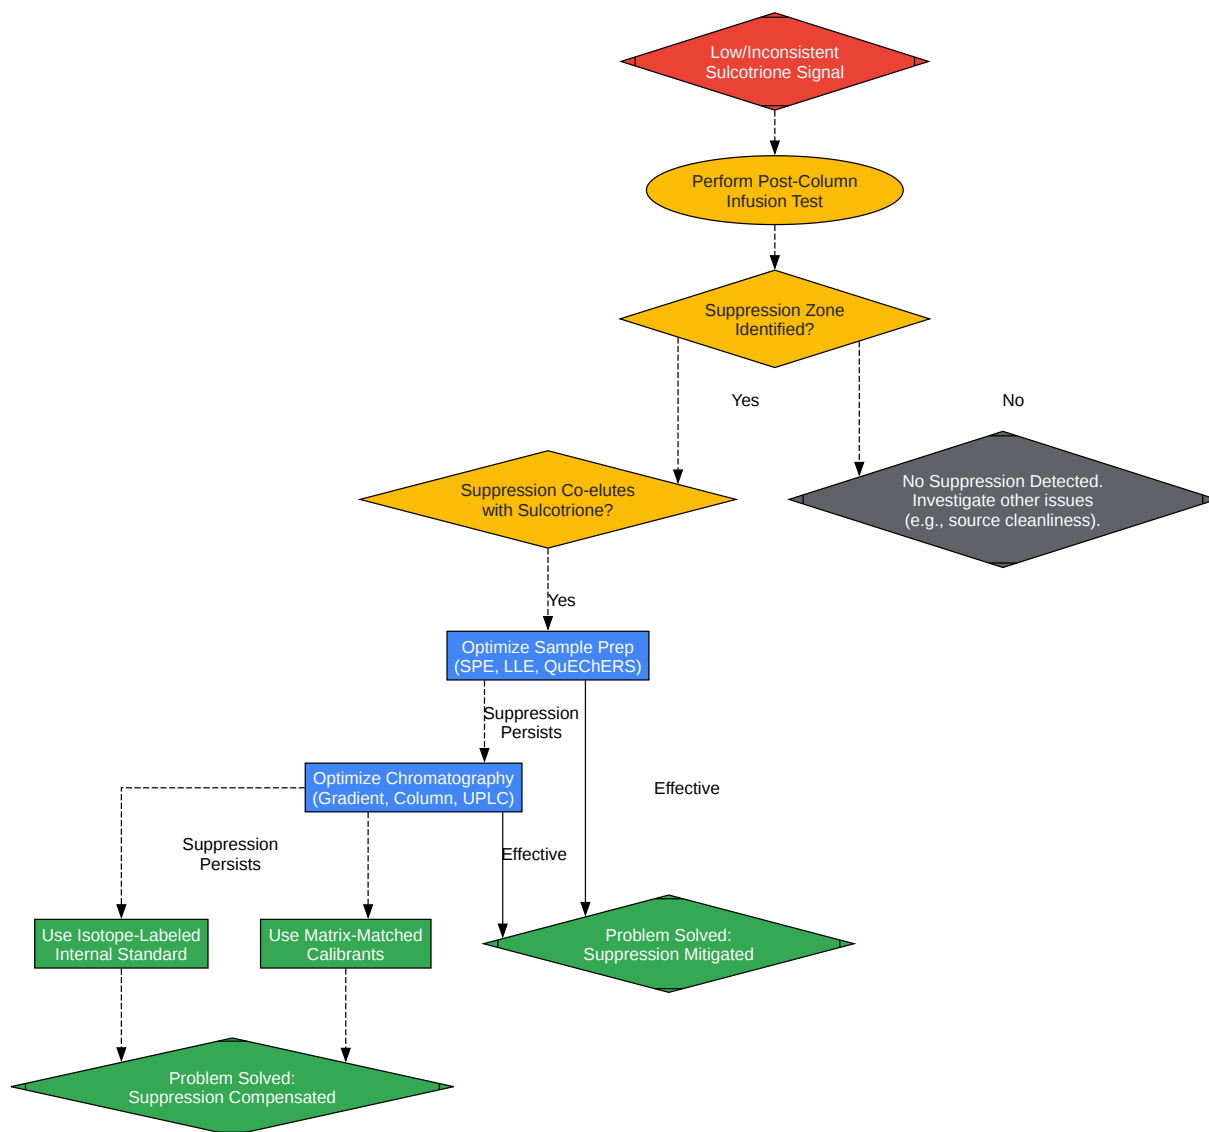 Low/Inconsistent
Sulcotrione Signal
Perform Post-Column
Infusion Test
Suppression Zone
Identified?
Yes
No
Suppression Co-elutes
with Sulcotrione?
No Suppression Detected.
Investigate other issues
(e.g., source cleanliness).
Yes
Optimize Sample Prep
(SPE, LLE, QuEChERS)
Suppression
Persists
Effective
Optimize Chromatography
(Gradient, Column, UPLC)
Suppression
Persists
Effective
Use Isotope-Labeled
Internal Standard
Use Matrix-Matched
Calibrants
Problem Solved:
Suppression Mitigated
Problem Solved:
Suppression Compensated